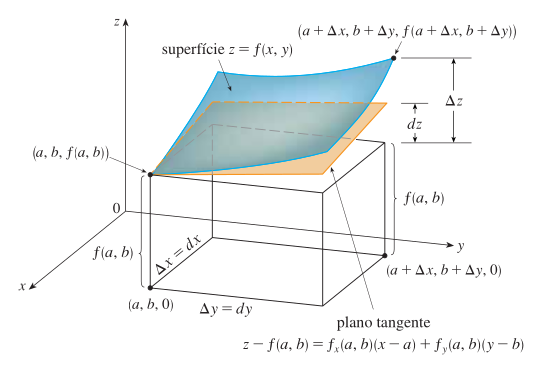 z
(a + Δx, b + Δy, f(a + Δx, b + Δy))
superfície z = f(x, y)
Δz
dz
(a, b, f(a, b))
f(a, b)
0
y
f(a, b)
Δx = dx
(a + Δx, b + Δy, 0)
x
(a, b, 0)
Δy = dy
plano tangente
z − f(a, b) = fₓ(a, b)(x − a) + f_y(a, b)(y − b)